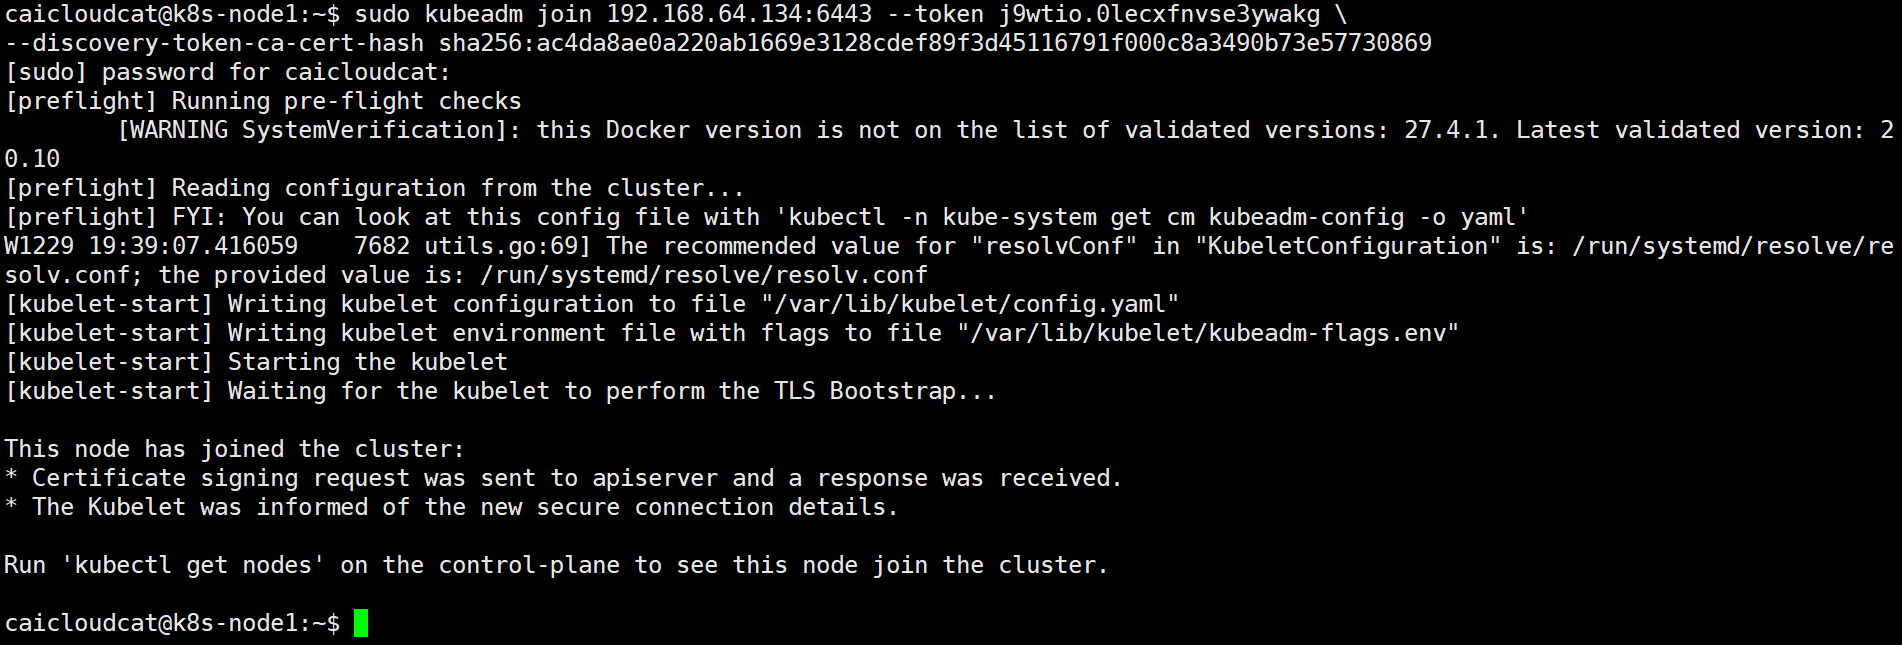 caicloudcat@k8s-node1:~$ sudo kubeadm join 192.168.64.134:6443 --token j9wtio.0lecxfnvse3ywakg \
--discovery-token-ca-cert-hash sha256:ac4da8ae0a220ab1669e3128cdef89f3d45116791f000c8a3490b73e57730869
[sudo] password for caicloudcat:
[preflight] Running pre-flight checks
        [WARNING SystemVerification]: this Docker version is not on the list of validated versions: 27.4.1. Latest validated version: 2
0.10
[preflight] Reading configuration from the cluster...
[preflight] FYI: You can look at this config file with 'kubectl -n kube-system get cm kubeadm-config -o yaml'
W1229 19:39:07.416059    7682 utils.go:69] The recommended value for "resolvConf" in "KubeletConfiguration" is: /run/systemd/resolve/re
solv.conf; the provided value is: /run/systemd/resolve/resolv.conf
[kubelet-start] Writing kubelet configuration to file "/var/lib/kubelet/config.yaml"
[kubelet-start] Writing kubelet environment file with flags to file "/var/lib/kubelet/kubeadm-flags.env"
[kubelet-start] Starting the kubelet
[kubelet-start] Waiting for the kubelet to perform the TLS Bootstrap...

This node has joined the cluster:
* Certificate signing request was sent to apiserver and a response was received.
* The Kubelet was informed of the new secure connection details.

Run 'kubectl get nodes' on the control-plane to see this node join the cluster.

caicloudcat@k8s-node1:~$